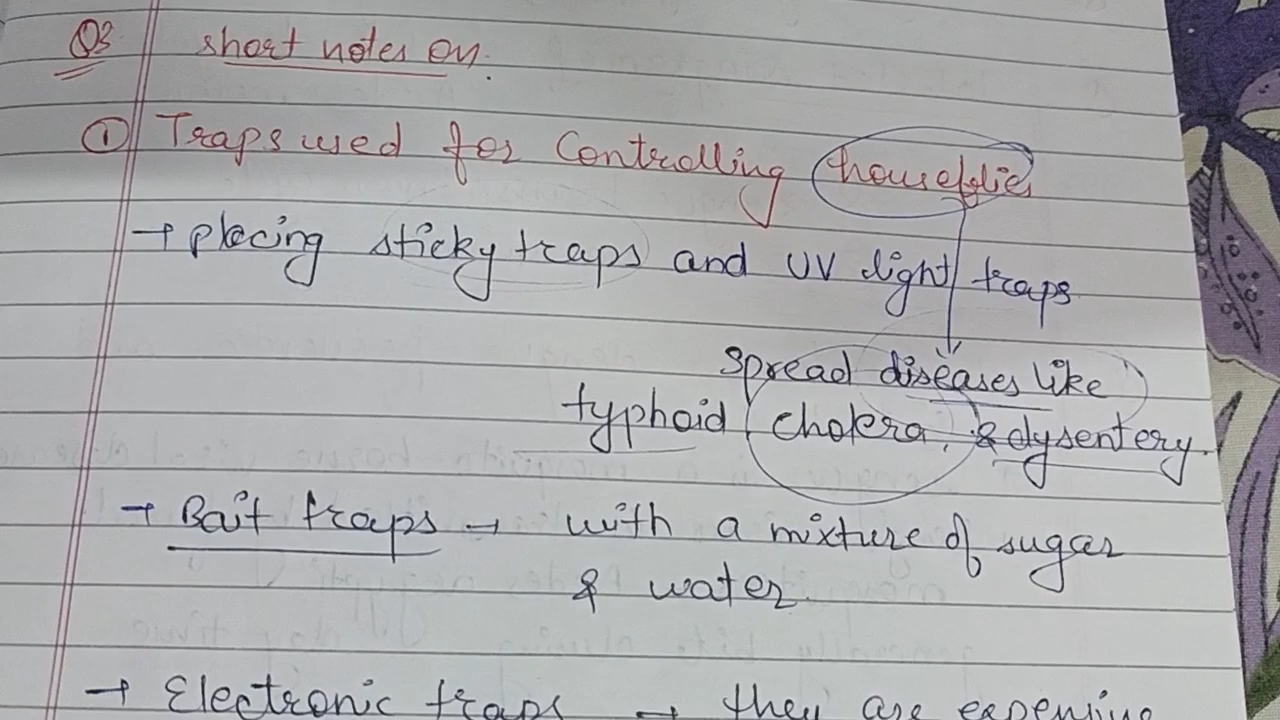 Q3 short notes on:
① Traps used for Controlling houseflies
→ placing sticky traps and UV light traps
spread diseases like
typhoid cholera, & dysentery.
→ Bait traps → with a mixture of sugar
& water.
→ Electronic traps → they are expensive